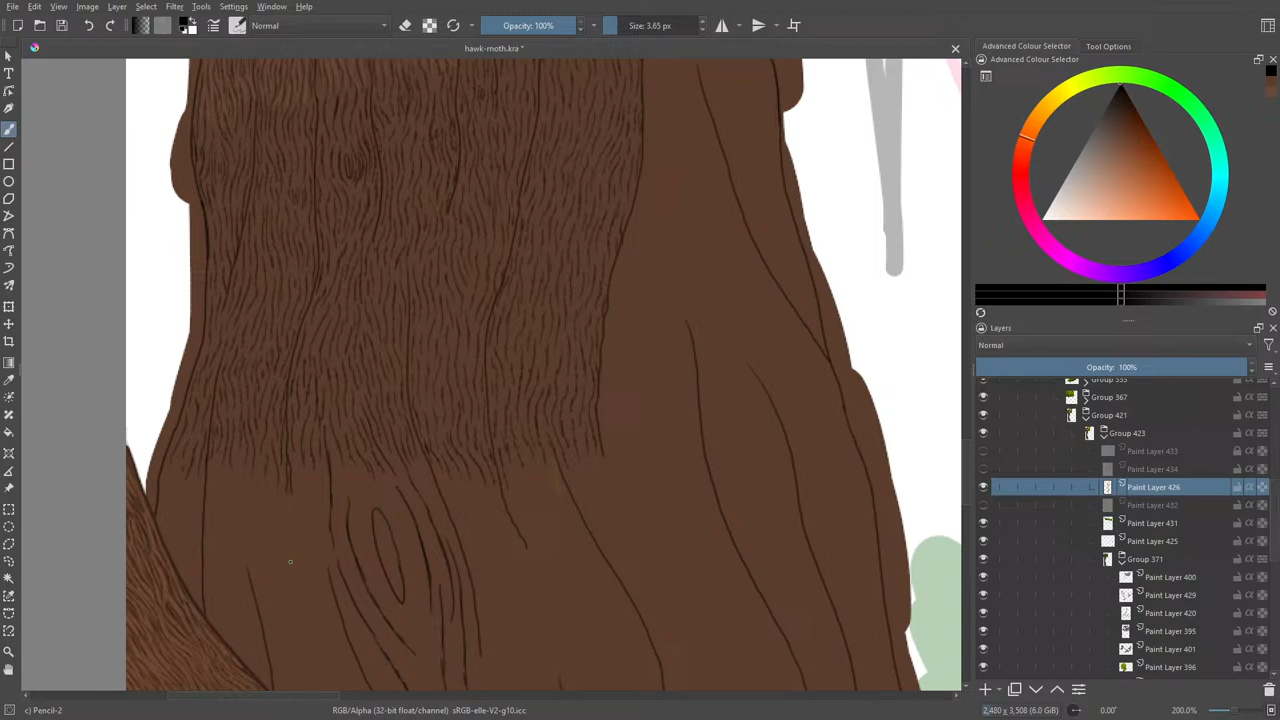 File Edit View Image Layer Select Filter Tools Settings Window Help
Normal Opacity: 100% Size: 3.65 px
hawk-moth.kra *
Advanced Colour Selector Tool Options
Advanced Colour Selector
Layers
Normal
Opacity: 100%
Group 367
Group 421
Group 423
Paint Layer 433
Paint Layer 434
Paint Layer 426
Paint Layer 432
Paint Layer 431
Paint Layer 425
Group 371
Paint Layer 400
Paint Layer 429
Paint Layer 420
Paint Layer 395
Paint Layer 401
Paint Layer 396
c) Pencil-2 RGB/Alpha (32-bit float/channel) sRGB-elle-V2-g10.icc 2,480 x 3,508 (6.0 GiB) 0.00° 200.0%